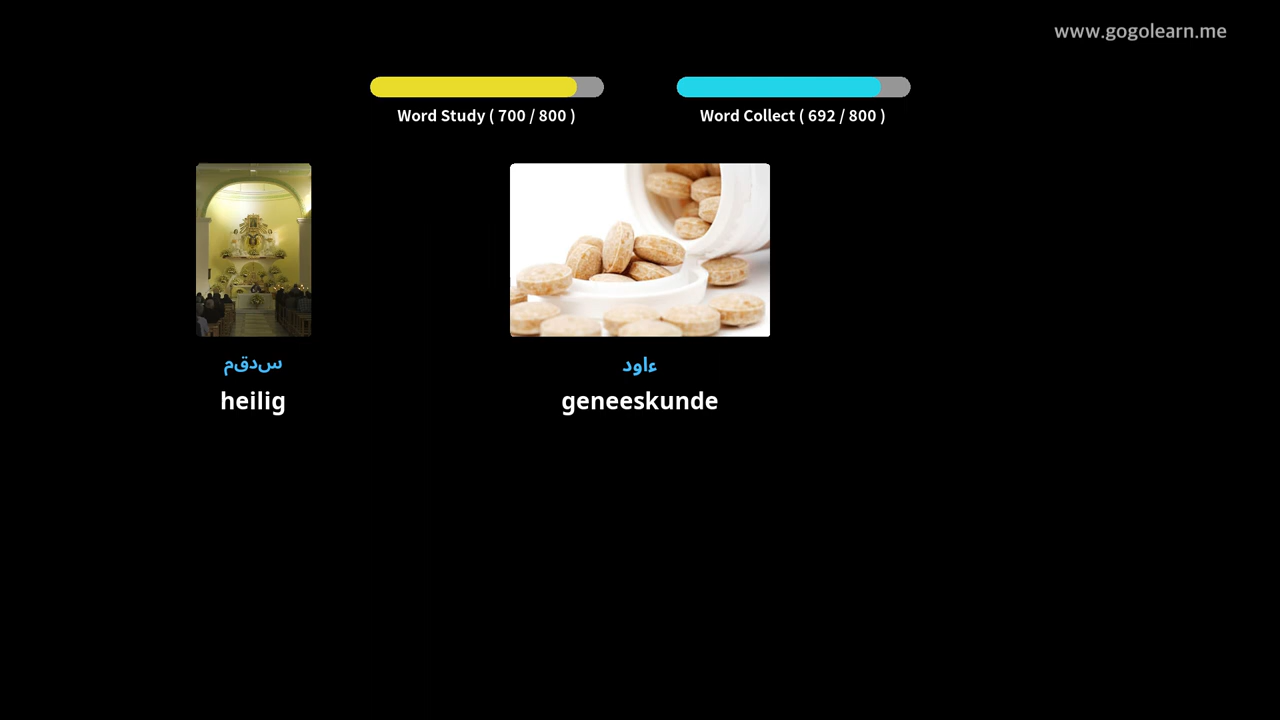 www.gogolearn.me
Word Study ( 700 / 800 )
Word Collect ( 692 / 800 )
سدقم
heilig
ءاود
geneeskunde